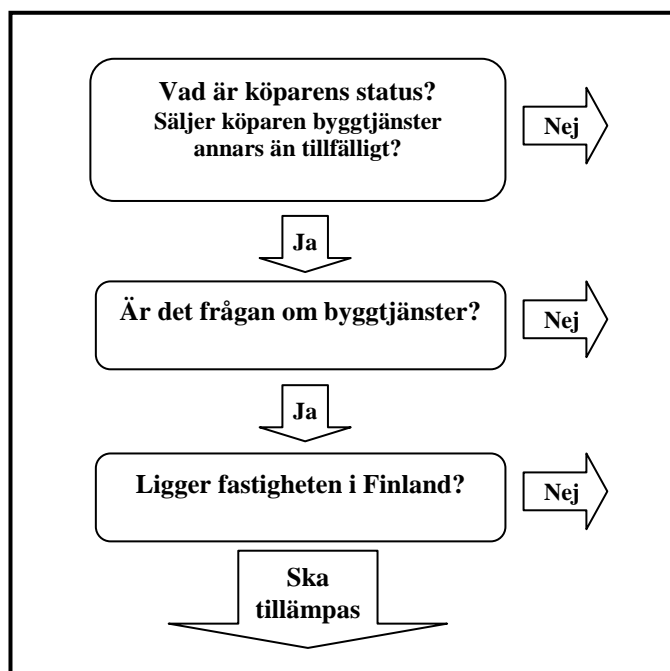 Vad är köparens status?
Säljer köparen byggtjänster
annars än tillfälligt?
Nej
Ja
Är det frågan om byggtjänster?
Nej
Ja
Ligger fastigheten i Finland?
Nej
Ska
tillämpas